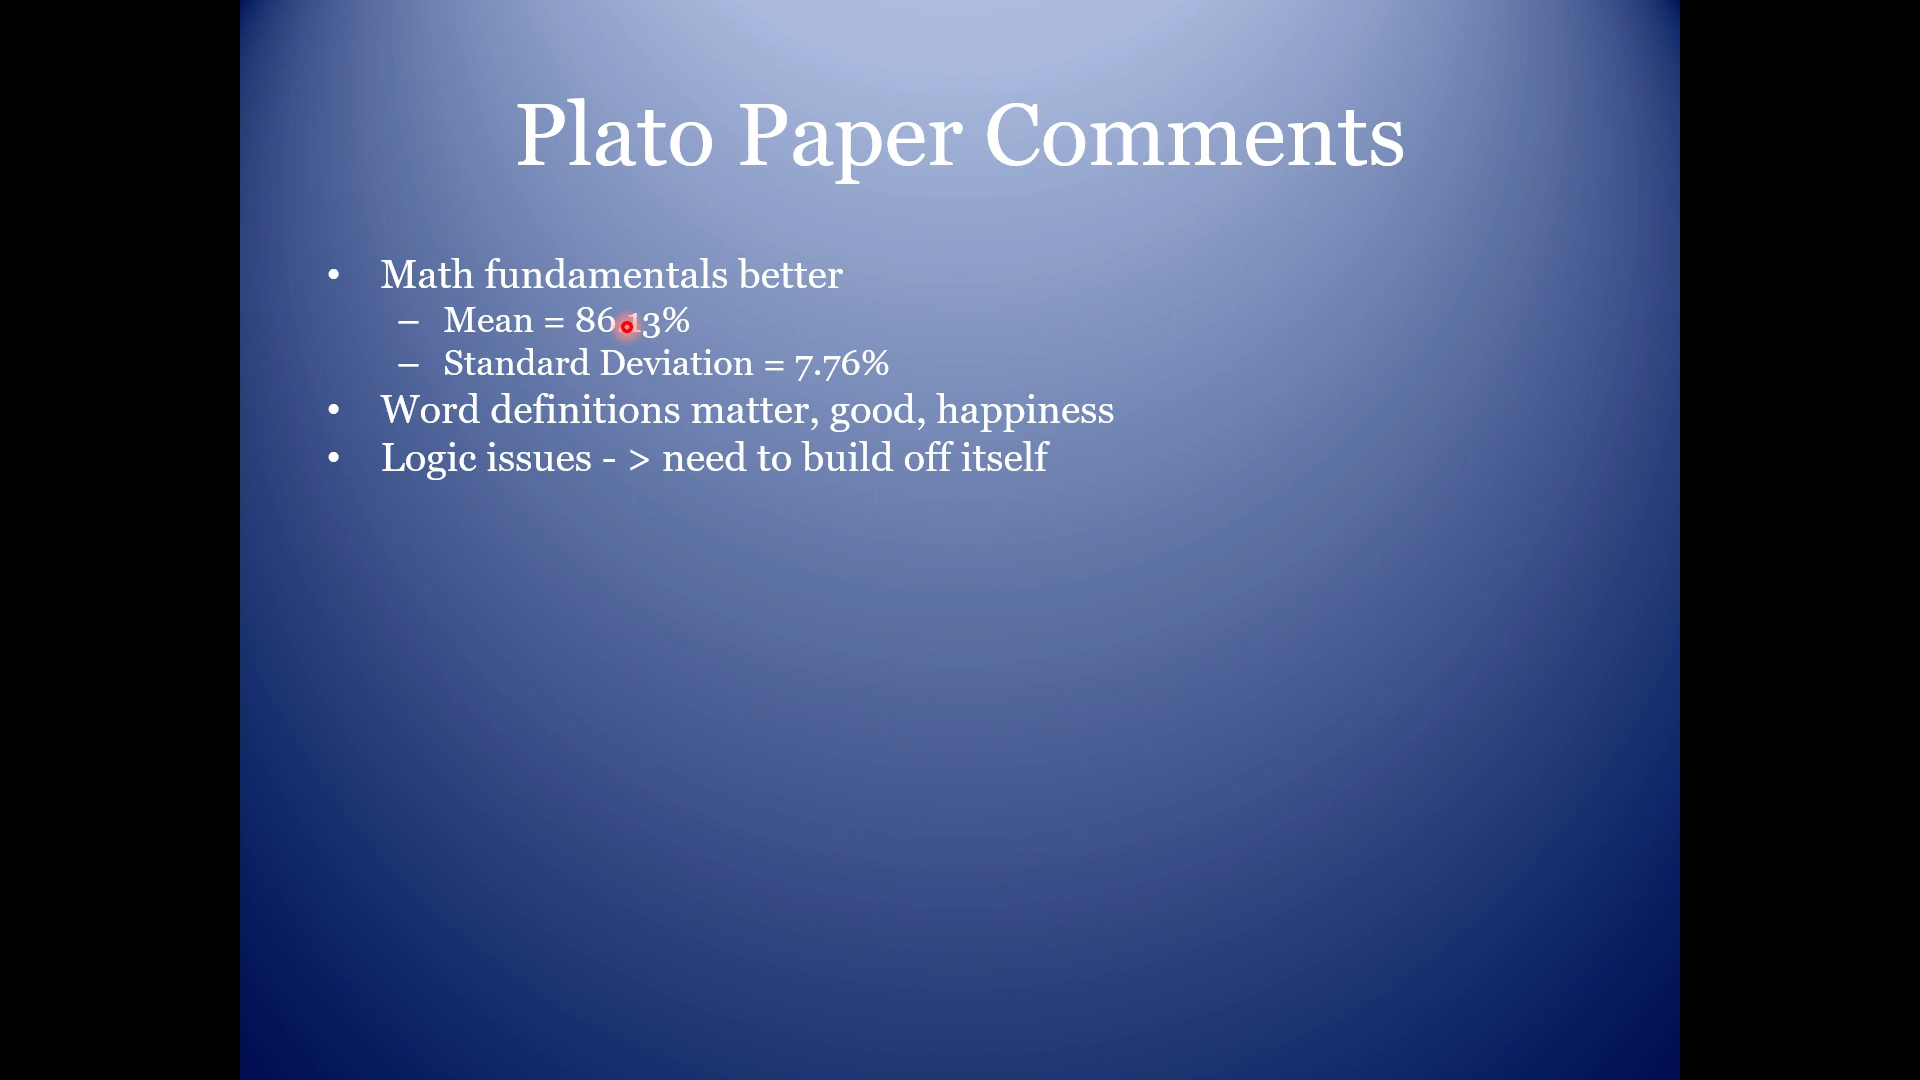 Plato Paper Comments
• Math fundamentals better
– Mean = 86.13%
– Standard Deviation = 7.76%
• Word definitions matter, good, happiness
• Logic issues - > need to build off itself